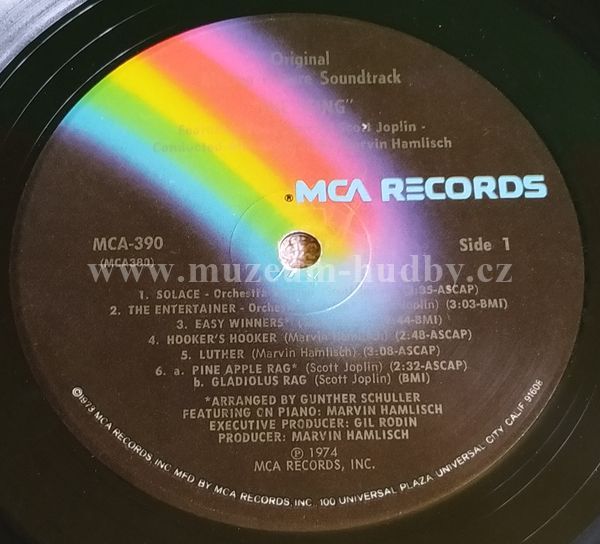 Original
Soundtrack
Scott Joplin -
Marvin Hamlisch
® MCA RECORDS
MCA-390
Side 1
(MCA380)
www.muzeum-hudby.cz
1. SOLACE - Orchestra :35-ASCAP)
2. THE ENTERTAINER - Joplin) (3:03-BMI)
3. EASY WINNERS* :44-BMI)
4. HOOKER'S HOOKER (Marvin Hamlisch) (2:48-ASCAP)
5. LUTHER (Marvin Hamlisch) (3:08-ASCAP)
6. a. PINE APPLE RAG* (Scott Joplin) (2:32-ASCAP)
b. GLADIOLUS RAG (Scott Joplin) (BMI)
*ARRANGED BY GUNTHER SCHULLER
FEATURING ON PIANO: MARVIN HAMLISCH
EXECUTIVE PRODUCER: GIL RODIN
PRODUCER: MARVIN HAMLISCH
Ⓟ 1974
MCA RECORDS, INC.
©1973 MCA RECORDS, INC. MFD BY MCA RECORDS, INC., 100 UNIVERSAL PLAZA, UNIVERSAL CITY, CALIF. 91608